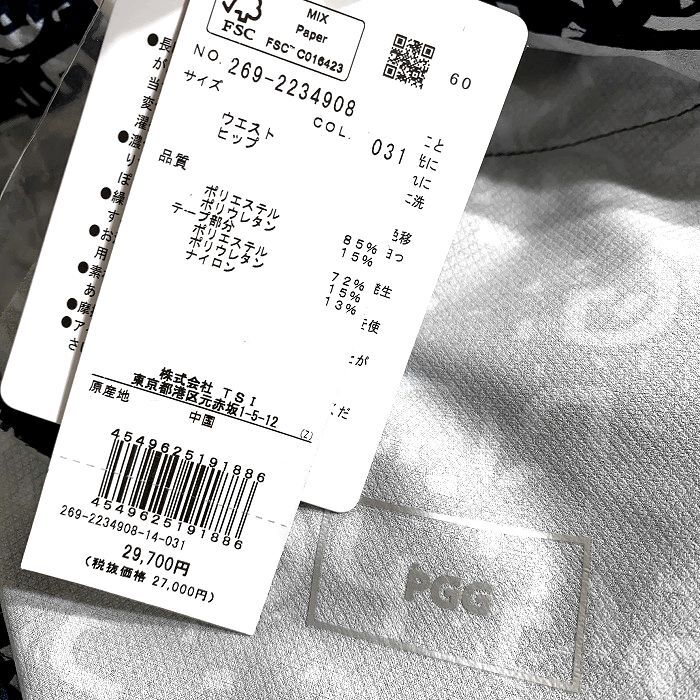 MIX
Paper
FSC
FSC™ C016423
60
NO. 269-2234908
サイズ
COL. 031
ウエスト
ヒップ
品質
ポリエステル 85%
ポリウレタン 15%
テープ部分
ポリエステル 72%
ポリウレタン 15%
ナイロン 13%
株式会社 TSI
東京都港区元赤坂1-5-12
(Z)
原産地
中国
4549625191886
4549625191886
269-2234908-14-031
29,700円
(税抜価格 27,000円)
PGG